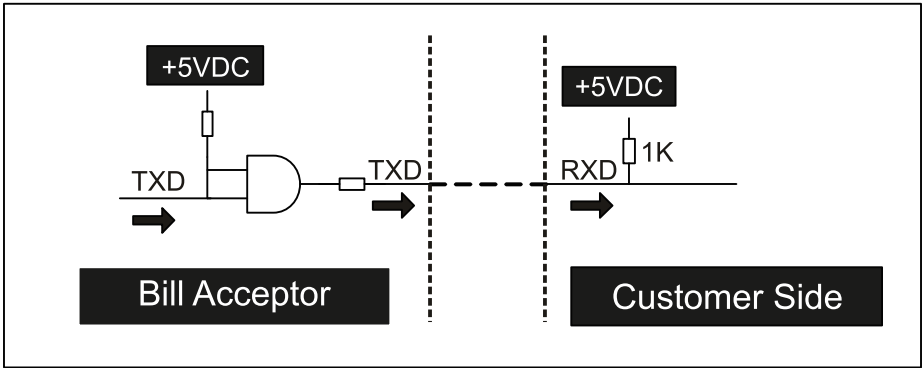 +5VDC
+5VDC
1K
TXD
TXD
RXD
Bill Acceptor
Customer Side